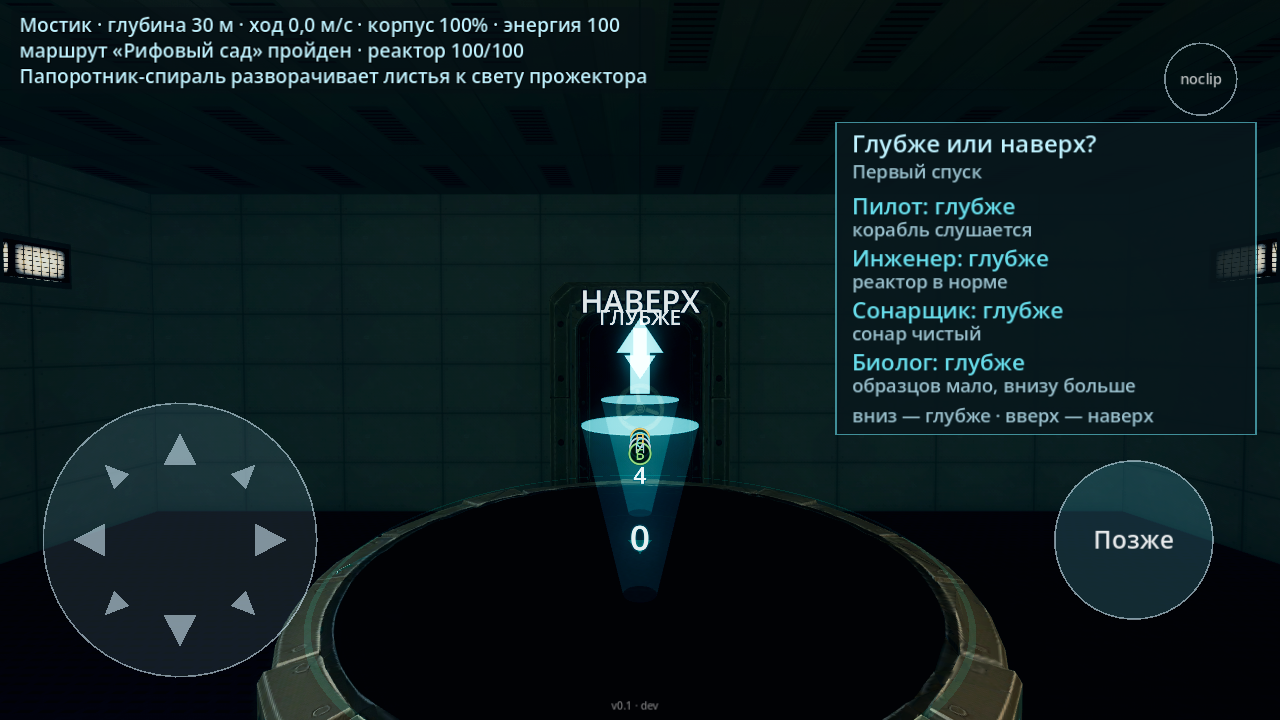 Мостик · глубина 30 м · ход 0,0 м/с · корпус 100% · энергия 100
маршрут «Рифовый сад» пройден · реактор 100/100
Папоротник-спираль разворачивает листья к свету прожектора
noclip
Глубже или наверх?
Первый спуск
Пилот: глубже
корабль слушается
Инженер: глубже
реактор в норме
Сонарщик: глубже
сонар чистый
Биолог: глубже
образцов мало, внизу больше
вниз — глубже · вверх — наверх
НАВЕРХ
ГЛУБЖЕ
4
0
Позже
v0.1 · dev